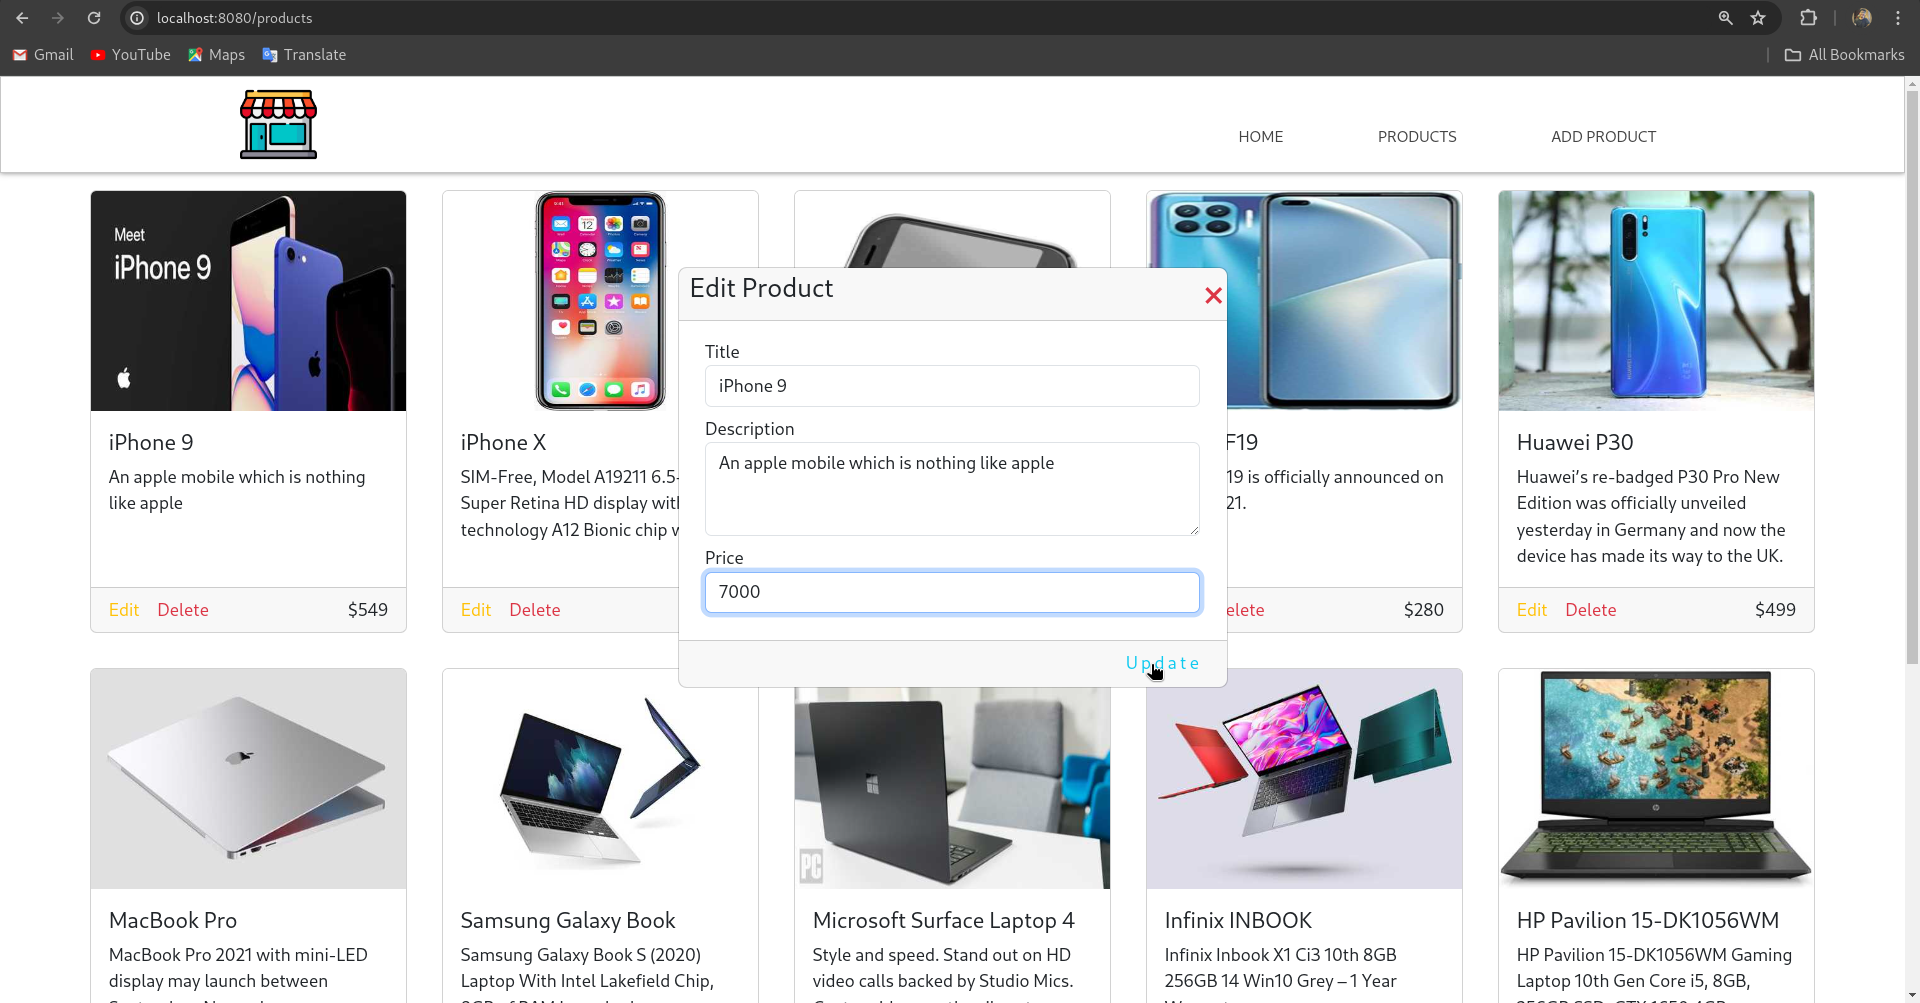 localhost:8080/products
Gmail
YouTube
Maps
Translate
All Bookmarks
HOME
PRODUCTS
ADD PRODUCT
Meet
iPhone 9
iPhone 9
An apple mobile which is nothing
like apple
Edit
Delete
$549
iPhone X
SIM-Free, Model A19211 6.5-
Super Retina HD display with
technology A12 Bionic chip
Edit
Delete
Edit Product
Title
iPhone 9
Description
An apple mobile which is nothing like apple
Price
7000
Update
F19
19 is officially announced on
21.
elete
$280
Huawei P30
Huawei’s re-badged P30 Pro New
Edition was officially unveiled
yesterday in Germany and now the
device has made its way to the UK.
Edit
Delete
$499
PC
MacBook Pro
MacBook Pro 2021 with mini-LED
display may launch between
Samsung Galaxy Book
Samsung Galaxy Book S (2020)
Laptop With Intel Lakefield Chip,
Microsoft Surface Laptop 4
Style and speed. Stand out on HD
video calls backed by Studio Mics.
Infinix INBOOK
Infinix Inbook X1 Ci3 10th 8GB
256GB 14 Win10 Grey – 1 Year
HP Pavilion 15-DK1056WM
HP Pavilion 15-DK1056WM Gaming
Laptop 10th Gen Core i5, 8GB,